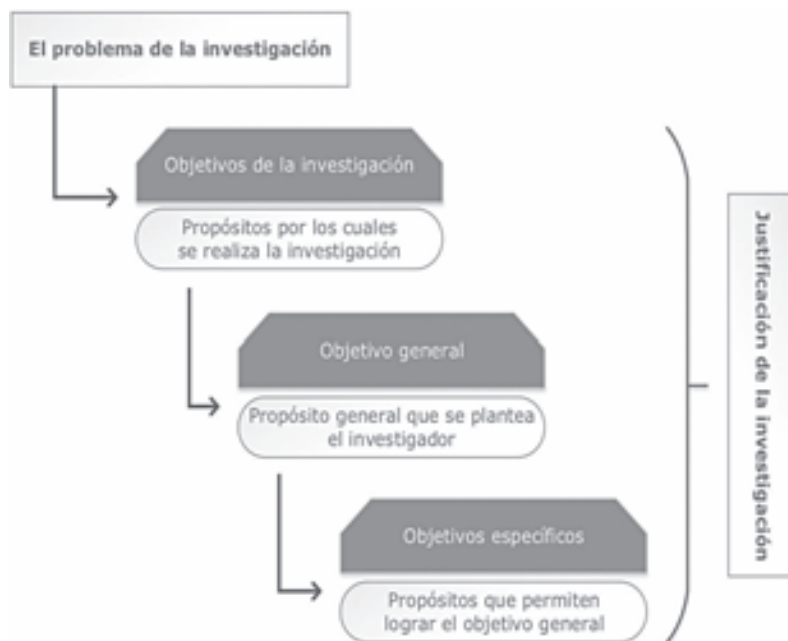 El problema de la investigación
Objetivos de la investigación
Propósitos por los cuales
se realiza la investigación
Objetivo general
Propósito general que se plantea
el investigador
Objetivos específicos
Propósitos que permiten
lograr el objetivo general
Justificación de la investigación